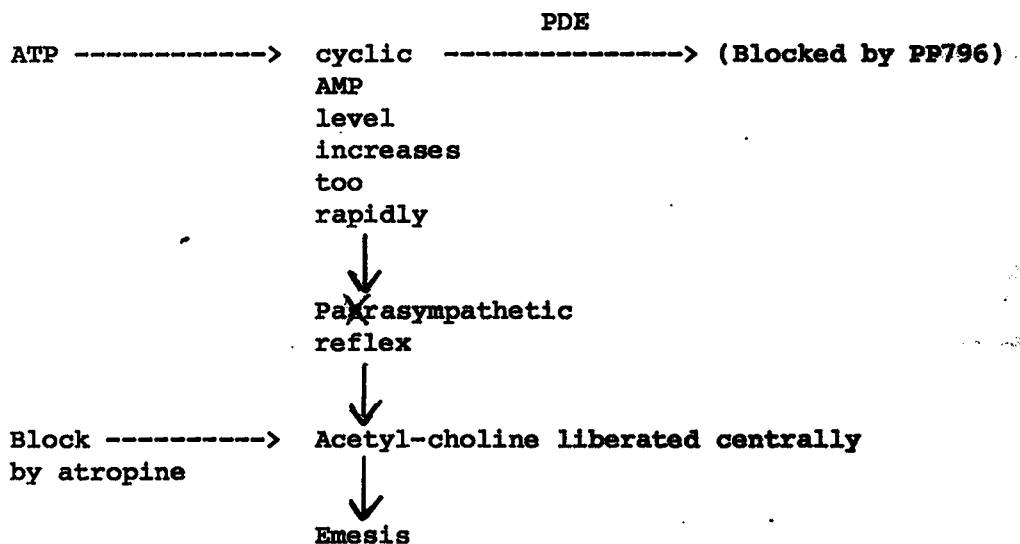 PDE
ATP -----------> cyclic ---------------> (Blocked by PP796)
AMP
level
increases
too
rapidly
Parasympathetic
reflex
Block ----------> Acetyl-choline liberated centrally
by atropine
Emesis